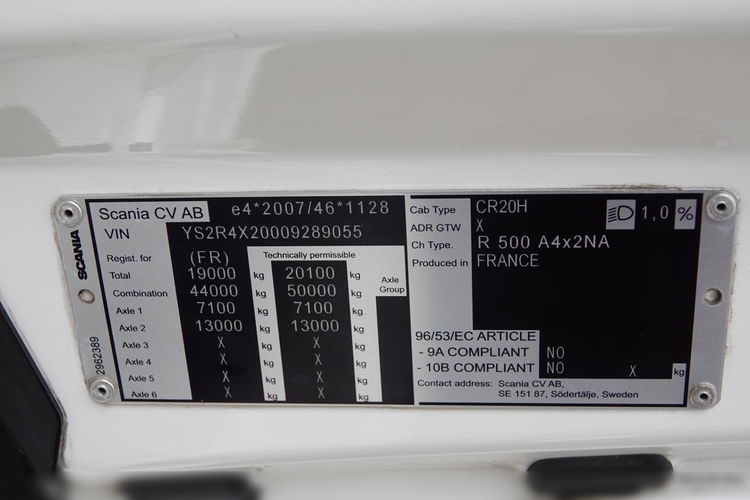 SCANIA
2962389
Scania CV AB e4*2007/46*1128
VIN YS2R4X20009289055
Regist. for (FR) Technically permissible
Total 19000 kg 20100 kg Axle Group
Combination 44000 kg 50000 kg
Axle 1 7100 kg 7100 kg
Axle 2 13000 kg 13000 kg
Axle 3 X kg X kg
Axle 4 X kg X kg
Axle 5 X kg X kg
Axle 6 X kg X kg
Cab Type CR20H 1,0 %
ADR GTW X
Ch Type. R 500 A4x2NA
Produced in FRANCE
96/53/EC ARTICLE
- 9A COMPLIANT NO
- 10B COMPLIANT NO X kg
Contact address: Scania CV AB,
SE 151 87, Södertälje, Sweden